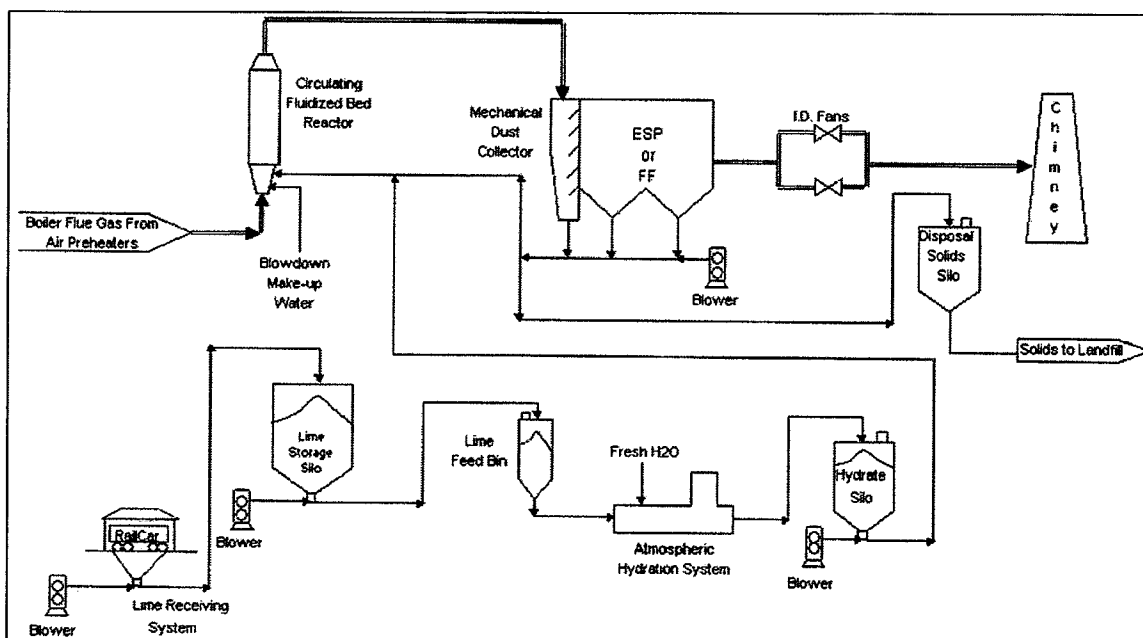 Circulating
Fluidized Bed
Reactor
Mechanical
Dust
Collector
ESP
or
FF
I.D. Fans
Chimney
Boiler Flue Gas From
Air Preheaters
Blowdown
Make-up
Water
Blower
Disposal
Solids
Silo
Solids to Landfill
Lime
Storage
Silo
Lime
Feed Bin
Fresh H2O
Hydrate
Silo
Blower
RailCar
Atmospheric
Hydration System
Blower
Blower
Lime Receiving
System